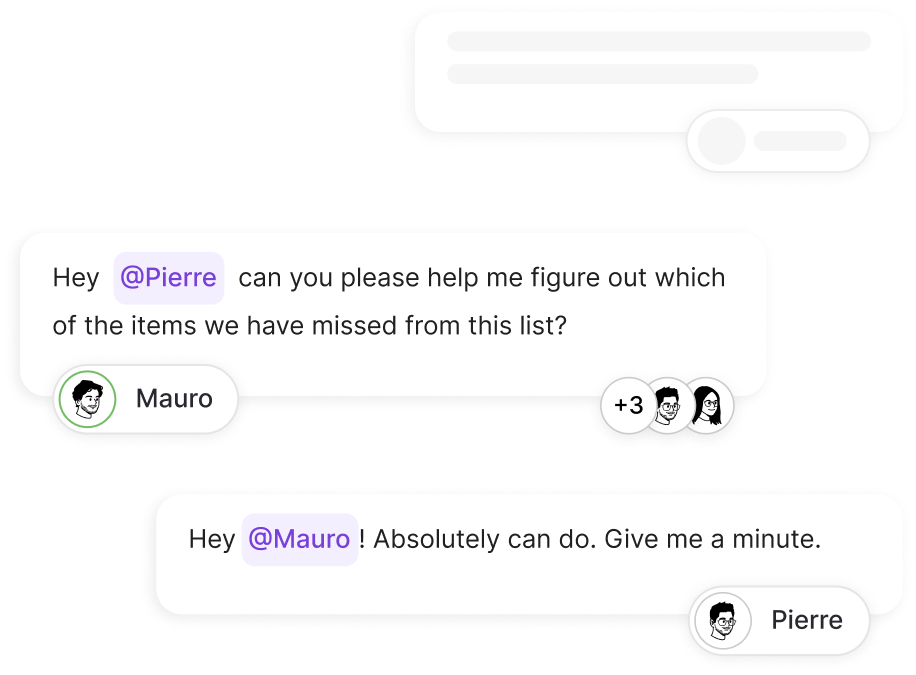 Hey @Pierre can you please help me figure out which
of the items we have missed from this list?
Mauro
+3
Hey @Mauro! Absolutely can do. Give me a minute.
Pierre